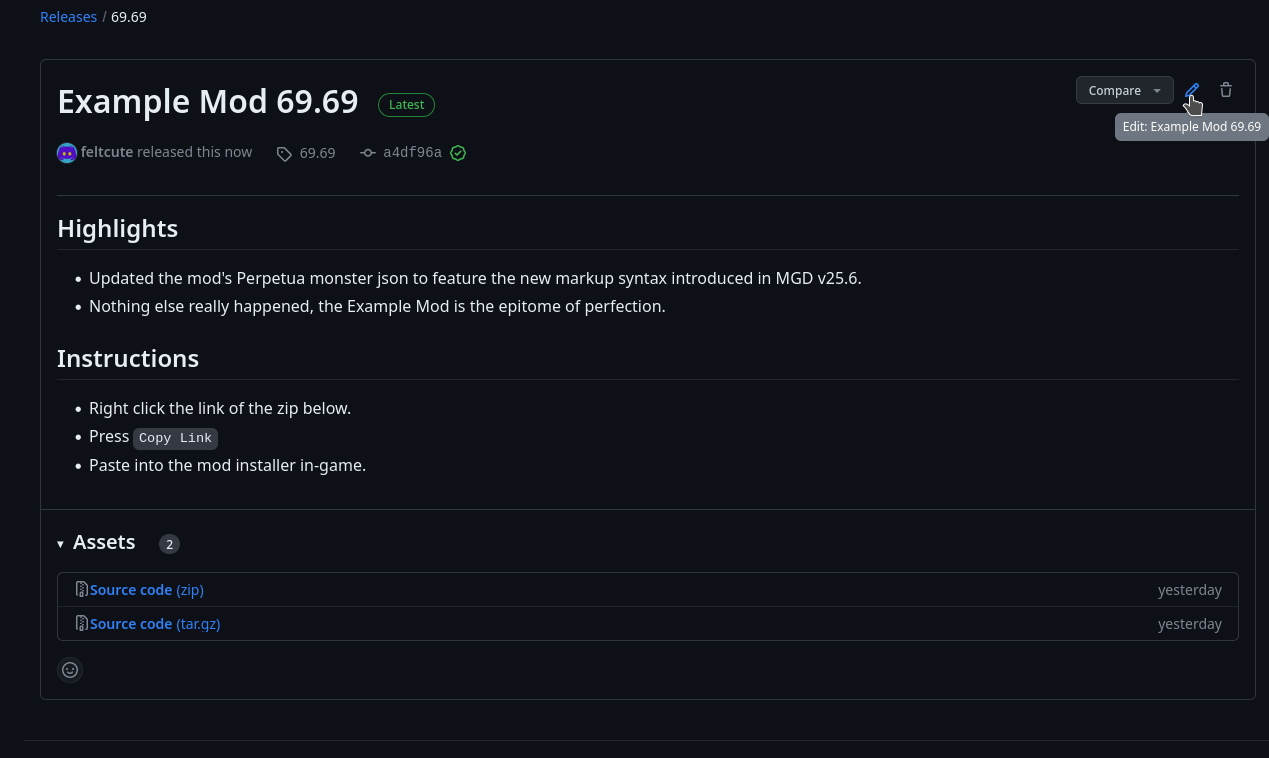 Releases / 69.69
Example Mod 69.69 Latest
Compare
Edit: Example Mod 69.69
feltcute released this now 69.69 a4df96a
Highlights
• Updated the mod's Perpetua monster json to feature the new markup syntax introduced in MGD v25.6.
• Nothing else really happened, the Example Mod is the epitome of perfection.
Instructions
• Right click the link of the zip below.
• Press Copy Link
• Paste into the mod installer in-game.
Assets 2
Source code (zip) yesterday
Source code (tar.gz) yesterday